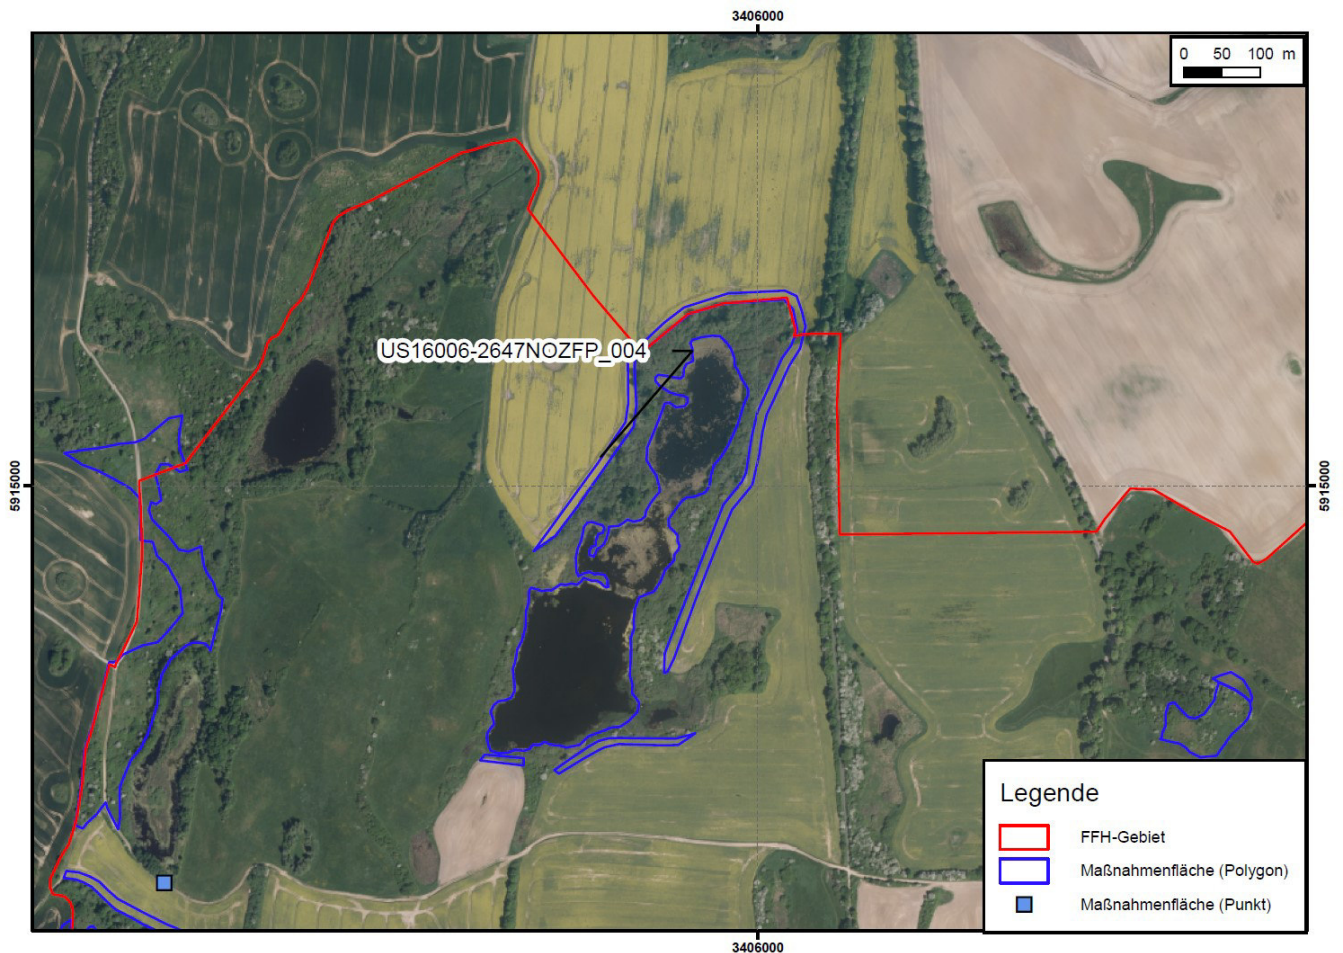 3406000
0 50 100 m
US16006-2647NOZFP_004
5915000
5915000
Legende
FFH-Gebiet
Maßnahmenfläche (Polygon)
Maßnahmenfläche (Punkt)
3406000